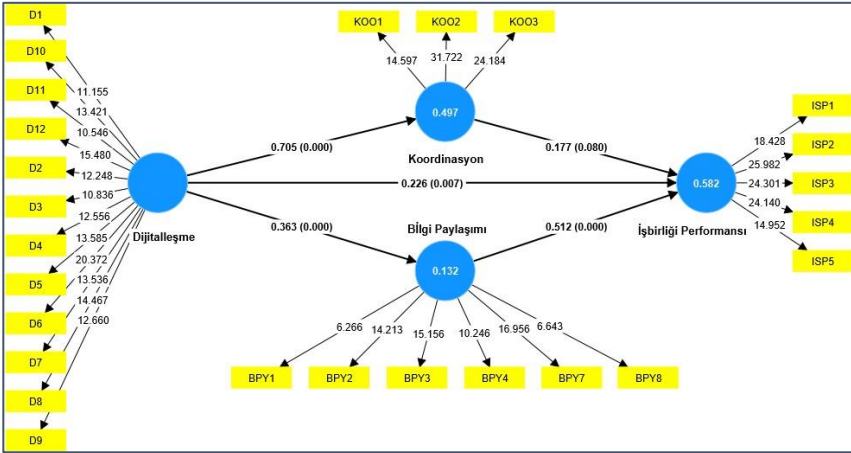 D1
D10
D11
D12
D2
D3
D4
D5
D6
D7
D8
D9
11.155
13.421
10.546
15.480
12.248
10.836
12.556
13.585
20.372
13.536
14.467
12.660
Dijitalleşme
KOO1
KOO2
KOO3
14.597
31.722
24.184
0.497
Koordinasyon
0.705 (0.000)
0.177 (0.080)
0.226 (0.007)
0.363 (0.000)
0.512 (0.000)
Bİlgi Paylaşımı
0.132
6.266
14.213
15.156
10.246
16.956
6.643
BPY1
BPY2
BPY3
BPY4
BPY7
BPY8
0.582
İşbirliği Performansı
18.428
25.982
24.301
24.140
14.952
ISP1
ISP2
ISP3
ISP4
ISP5